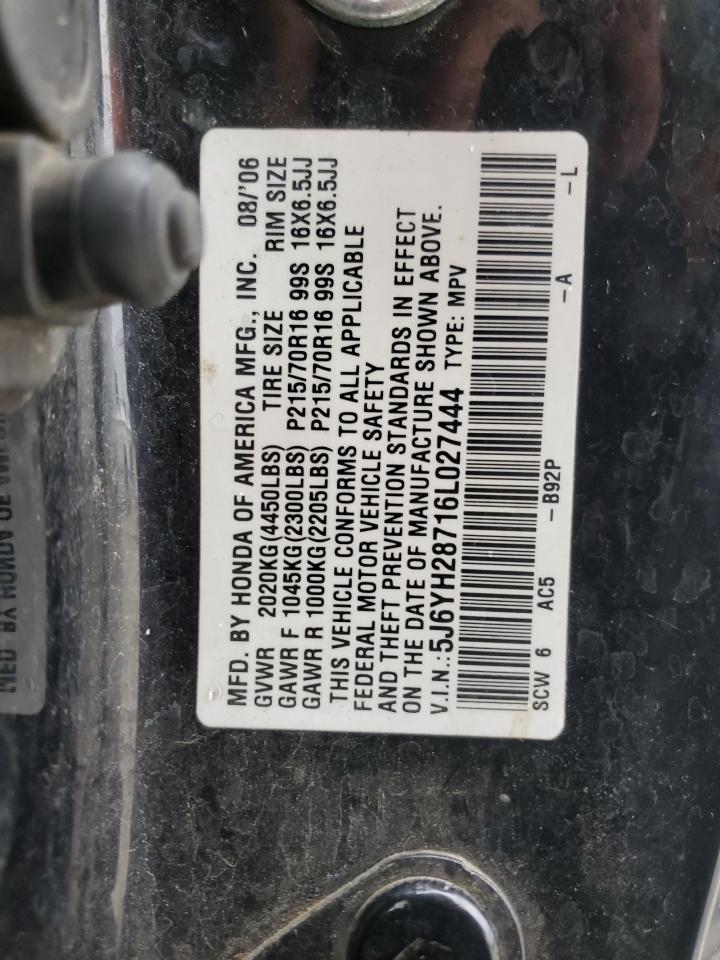 MFD. BY HONDA OF AMERICA MFG., INC. 08/'06
GVWR 2020KG(4450LBS) TIRE SIZE RIM SIZE
GAWR F 1045KG(2300LBS) P215/70R16 99S 16X6.5JJ
GAWR R 1000KG(2205LBS) P215/70R16 99S 16X6.5JJ
THIS VEHICLE CONFORMS TO ALL APPLICABLE
FEDERAL MOTOR VEHICLE SAFETY
AND THEFT PREVENTION STANDARDS IN EFFECT
ON THE DATE OF MANUFACTURE SHOWN ABOVE.
V.I.N.:5J6YH28716L027444 TYPE: MPV
SCW 6 AC5 -B92P -A -L